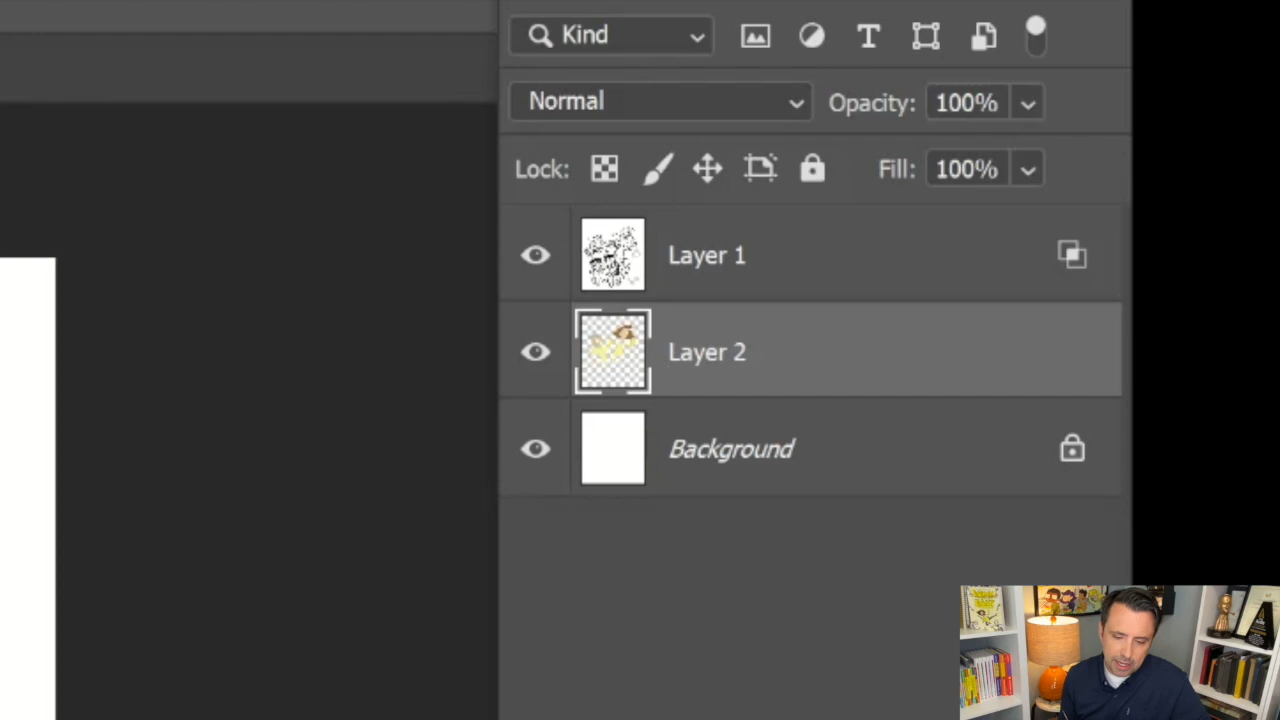 Kind
Normal
Opacity: 100%
Lock:
Fill: 100%
Layer 1
Layer 2
Background